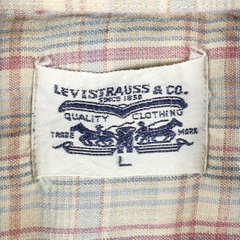 LEVI STRAUSS & CO.
SINCE 1850
QUALITY CLOTHING
TRADE MARK
L